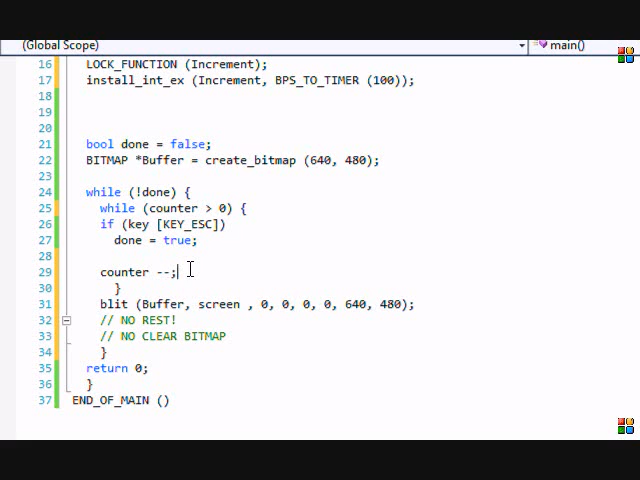 (Global Scope) main()
16 LOCK_FUNCTION (Increment);
17 install_int_ex (Increment, BPS_TO_TIMER (100));
18
19
20
21 bool done = false;
22 BITMAP *Buffer = create_bitmap (640, 480);
23
24 while (!done) {
25 while (counter > 0) {
26 if (key [KEY_ESC])
27 done = true;
28
29 counter --;
30 }
31 blit (Buffer, screen , 0, 0, 0, 0, 640, 480);
32 // NO REST!
33 // NO CLEAR BITMAP
34 }
35 return 0;
36 }
37 END_OF_MAIN ()